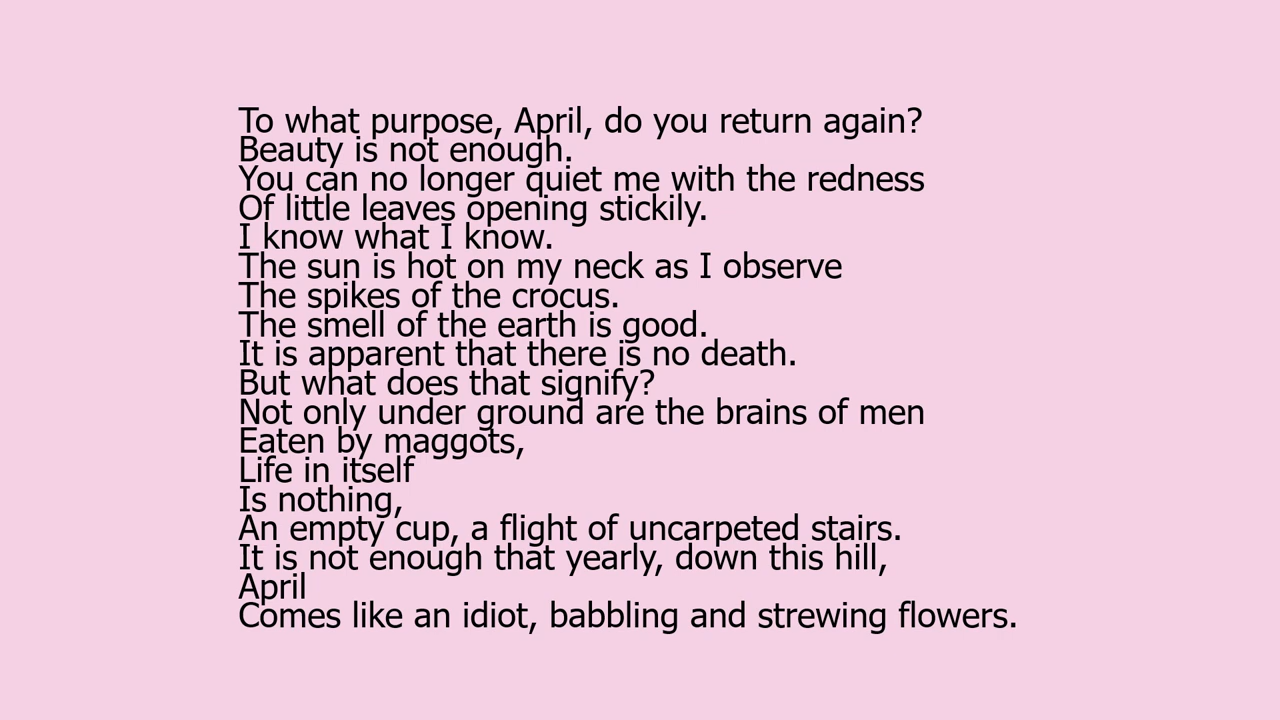 To what purpose, April, do you return again?
Beauty is not enough.
You can no longer quiet me with the redness
Of little leaves opening stickily.
I know what I know.
The sun is hot on my neck as I observe
The spikes of the crocus.
The smell of the earth is good.
It is apparent that there is no death.
But what does that signify?
Not only under ground are the brains of men
Eaten by maggots,
Life in itself
Is nothing,
An empty cup, a flight of uncarpeted stairs.
It is not enough that yearly, down this hill,
April
Comes like an idiot, babbling and strewing flowers.